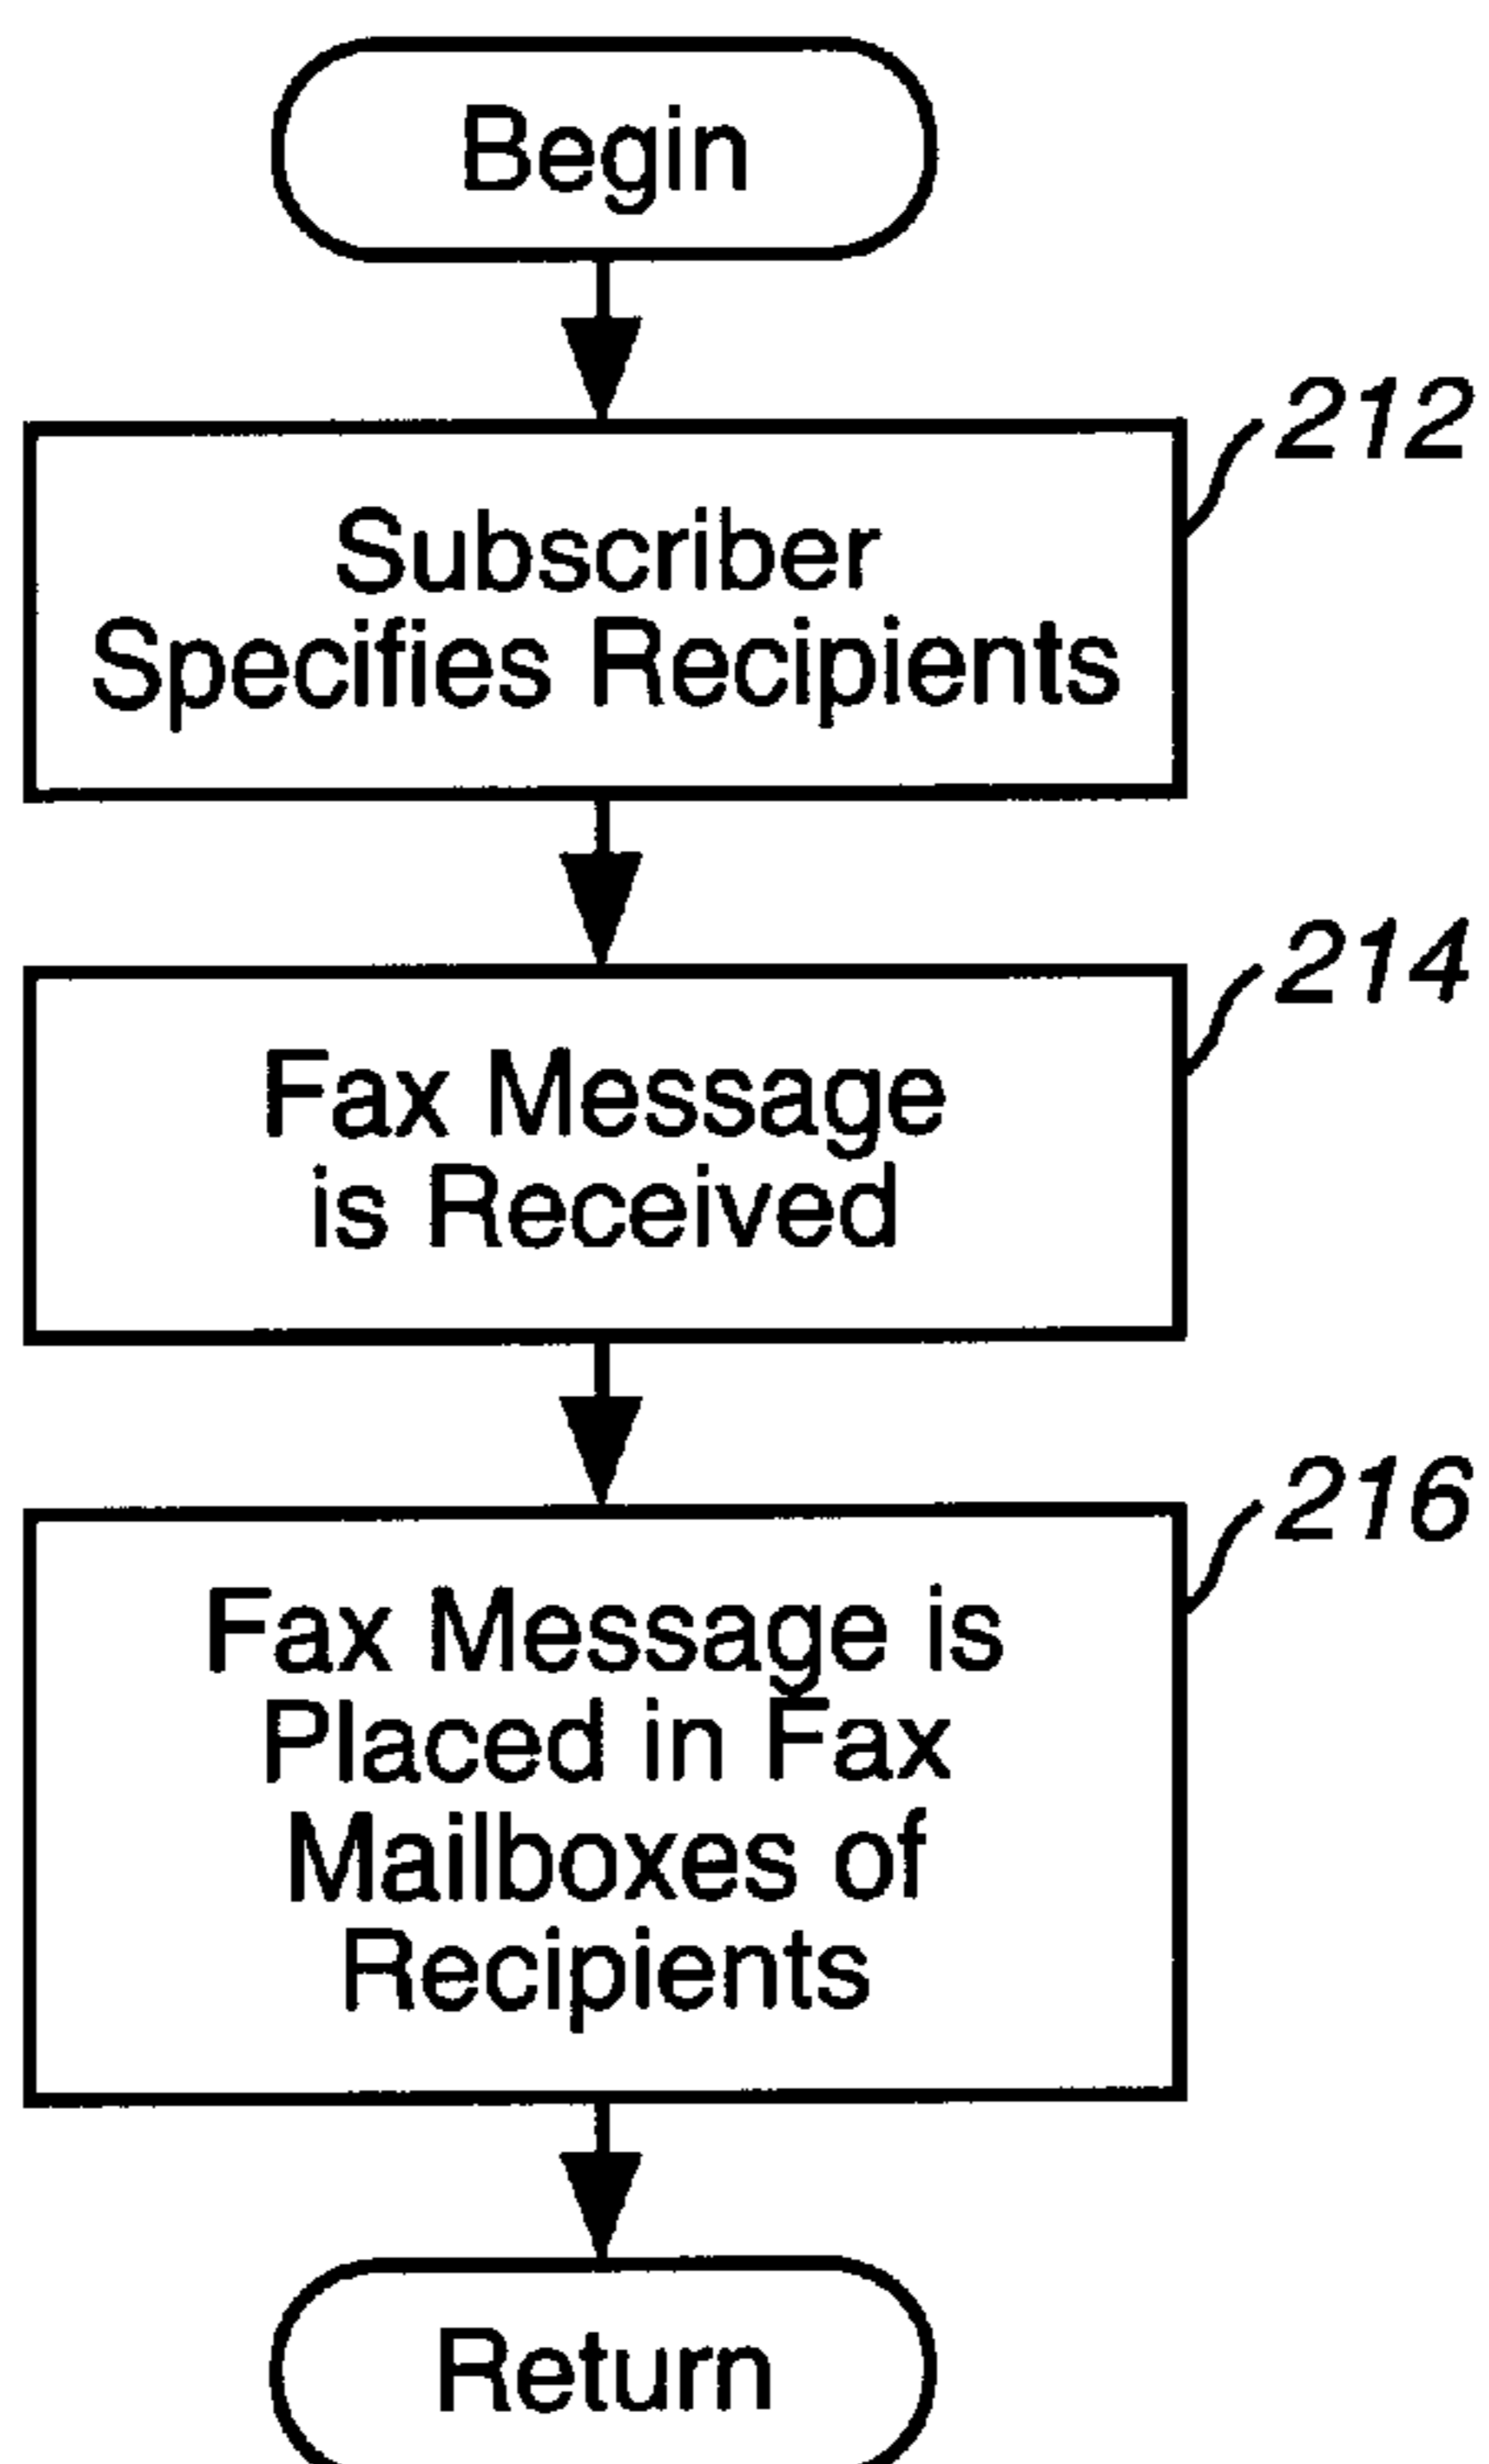 Begin
212
Subscriber
Specifies Recipients
214
Fax Message
is Received
216
Fax Message is
Placed in Fax
Mailboxes of
Recipients
Return